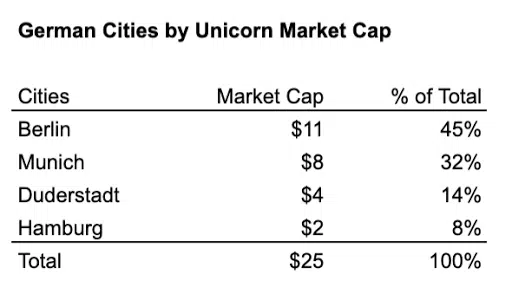 German Cities by Unicorn Market Cap
Cities Market Cap % of Total
Berlin $11 45%
Munich $8 32%
Duderstadt $4 14%
Hamburg $2 8%
Total $25 100%